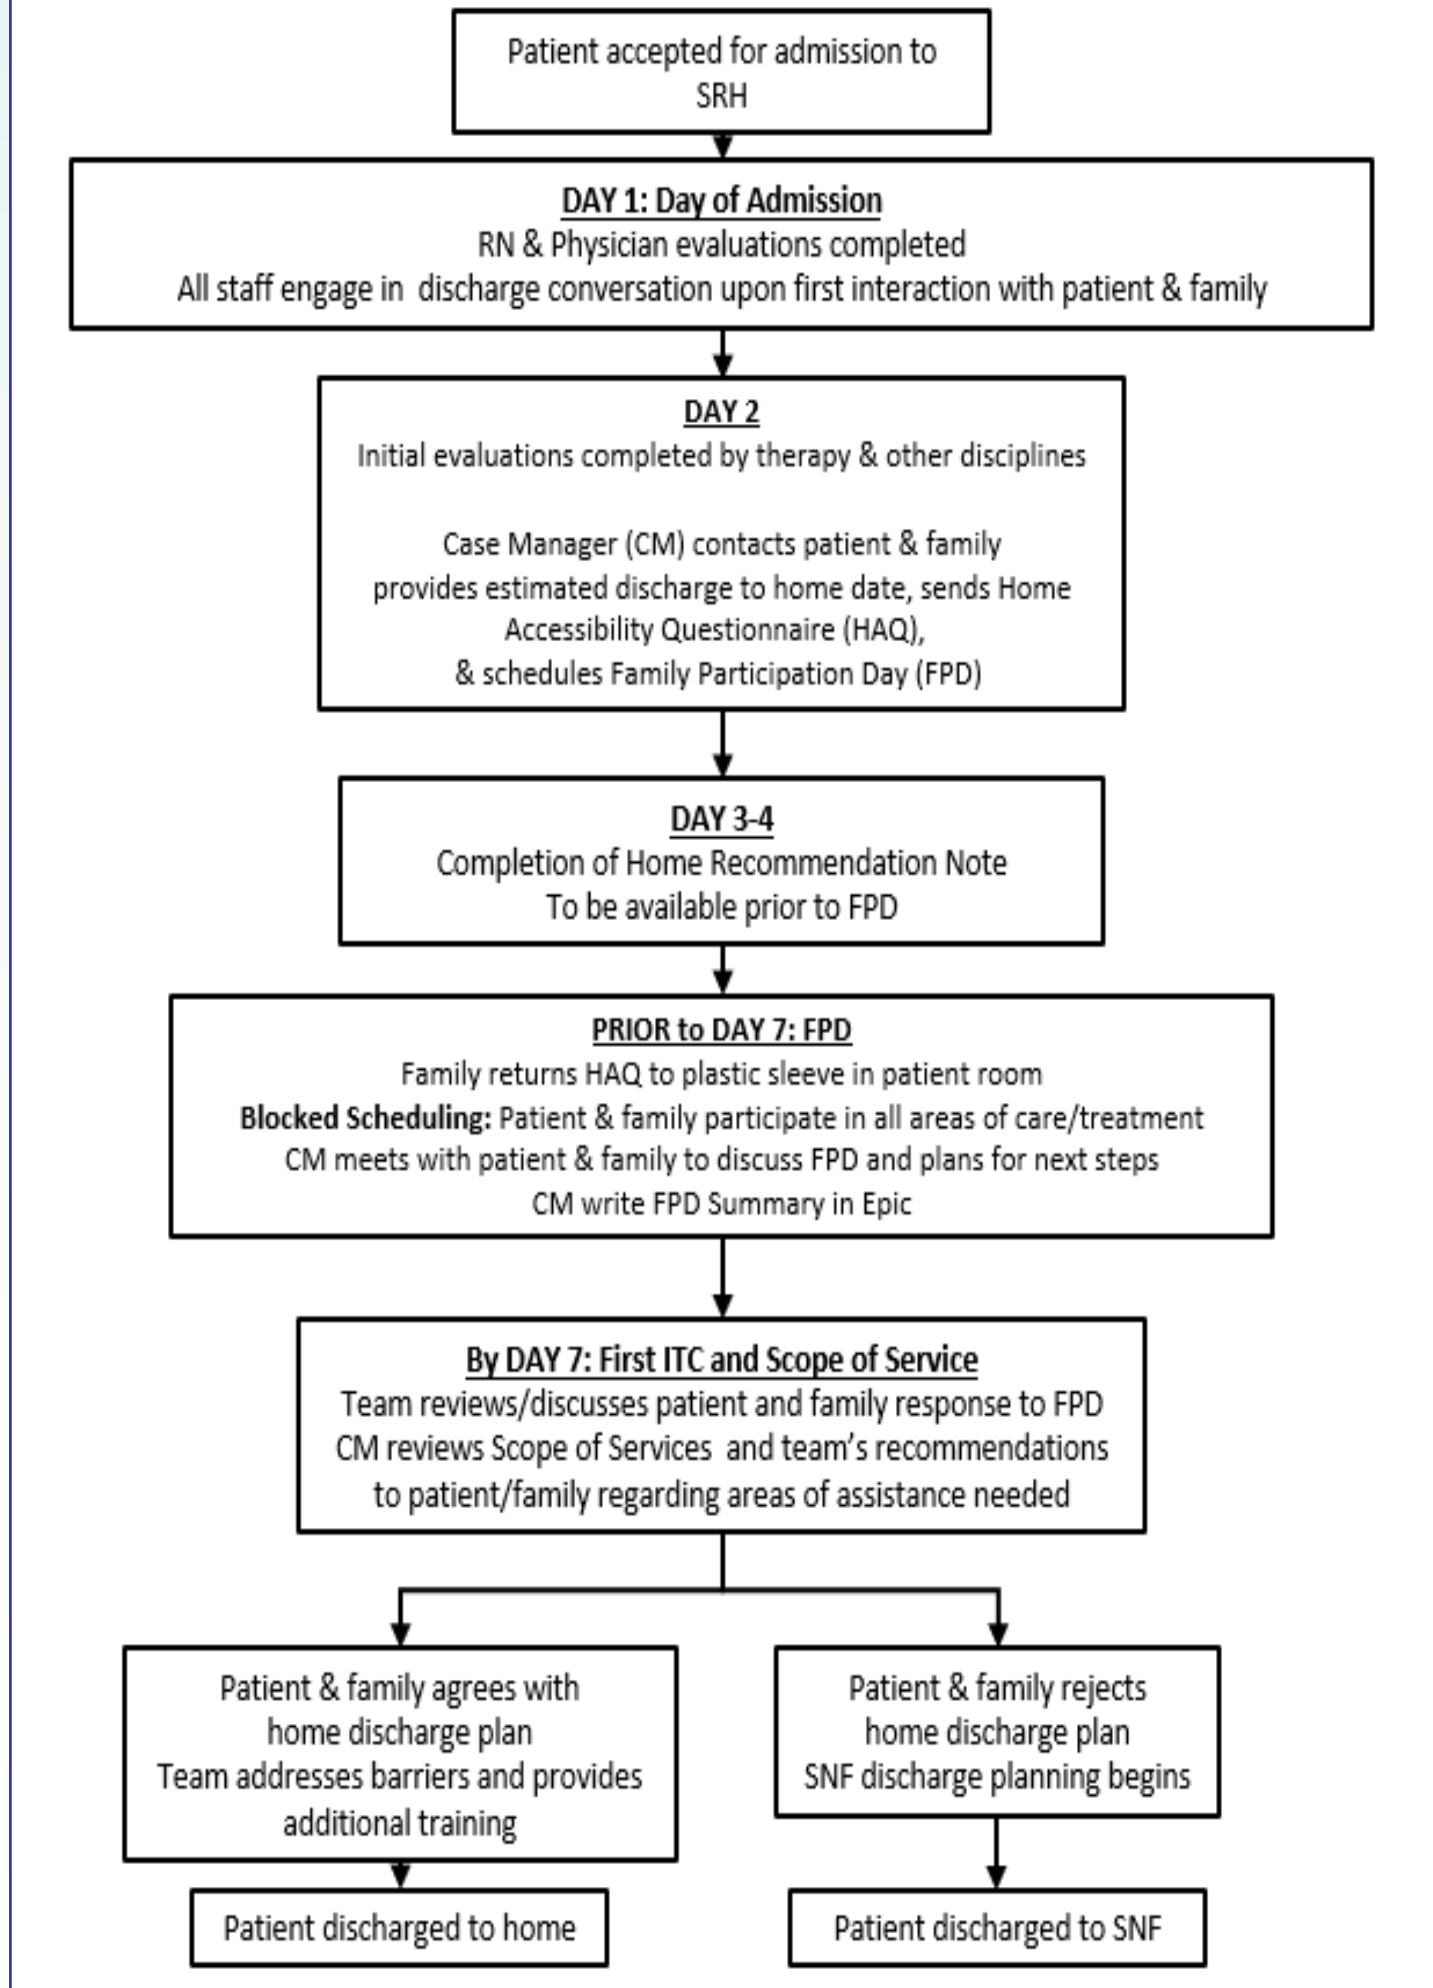 Patient accepted for admission to
SRH
DAY 1: Day of Admission
RN & Physician evaluations completed
All staff engage in discharge conversation upon first interaction with patient & family
DAY 2
Initial evaluations completed by therapy & other disciplines
Case Manager (CM) contacts patient & family
provides estimated discharge to home date, sends Home
Accessibility Questionnaire (HAQ),
& schedules Family Participation Day (FPD)
DAY 3-4
Completion of Home Recommendation Note
To be available prior to FPD
PRIOR to DAY 7: FPD
Family returns HAQ to plastic sleeve in patient room
Blocked Scheduling: Patient & family participate in all areas of care/treatment
CM meets with patient & family to discuss FPD and plans for next steps
CM write FPD Summary in Epic
By DAY 7: First ITC and Scope of Service
Team reviews/discusses patient and family response to FPD
CM reviews Scope of Services and team's recommendations
to patient/family regarding areas of assistance needed
Patient & family agrees with
home discharge plan
Team addresses barriers and provides
additional training
Patient & family rejects
home discharge plan
SNF discharge planning begins
Patient discharged to home
Patient discharged to SNF